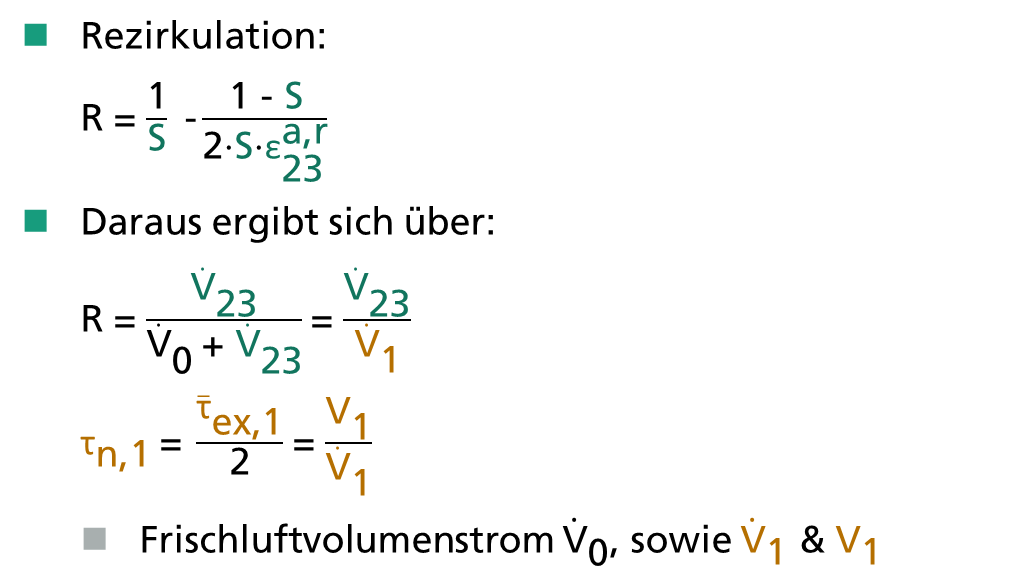 Rezirkulation:
R = 1/S - (1 - S)/(2·S·ε₂₃^a,r)
Daraus ergibt sich über:
R = V̇₂₃/(V̇₀ + V̇₂₃) = V̇₂₃/V̇₁
τₙ,₁ = τ̿ₑₓ,₁/2 = V₁/V̇₁
Frischluftvolumenstrom V̇₀, sowie V̇₁ & V₁